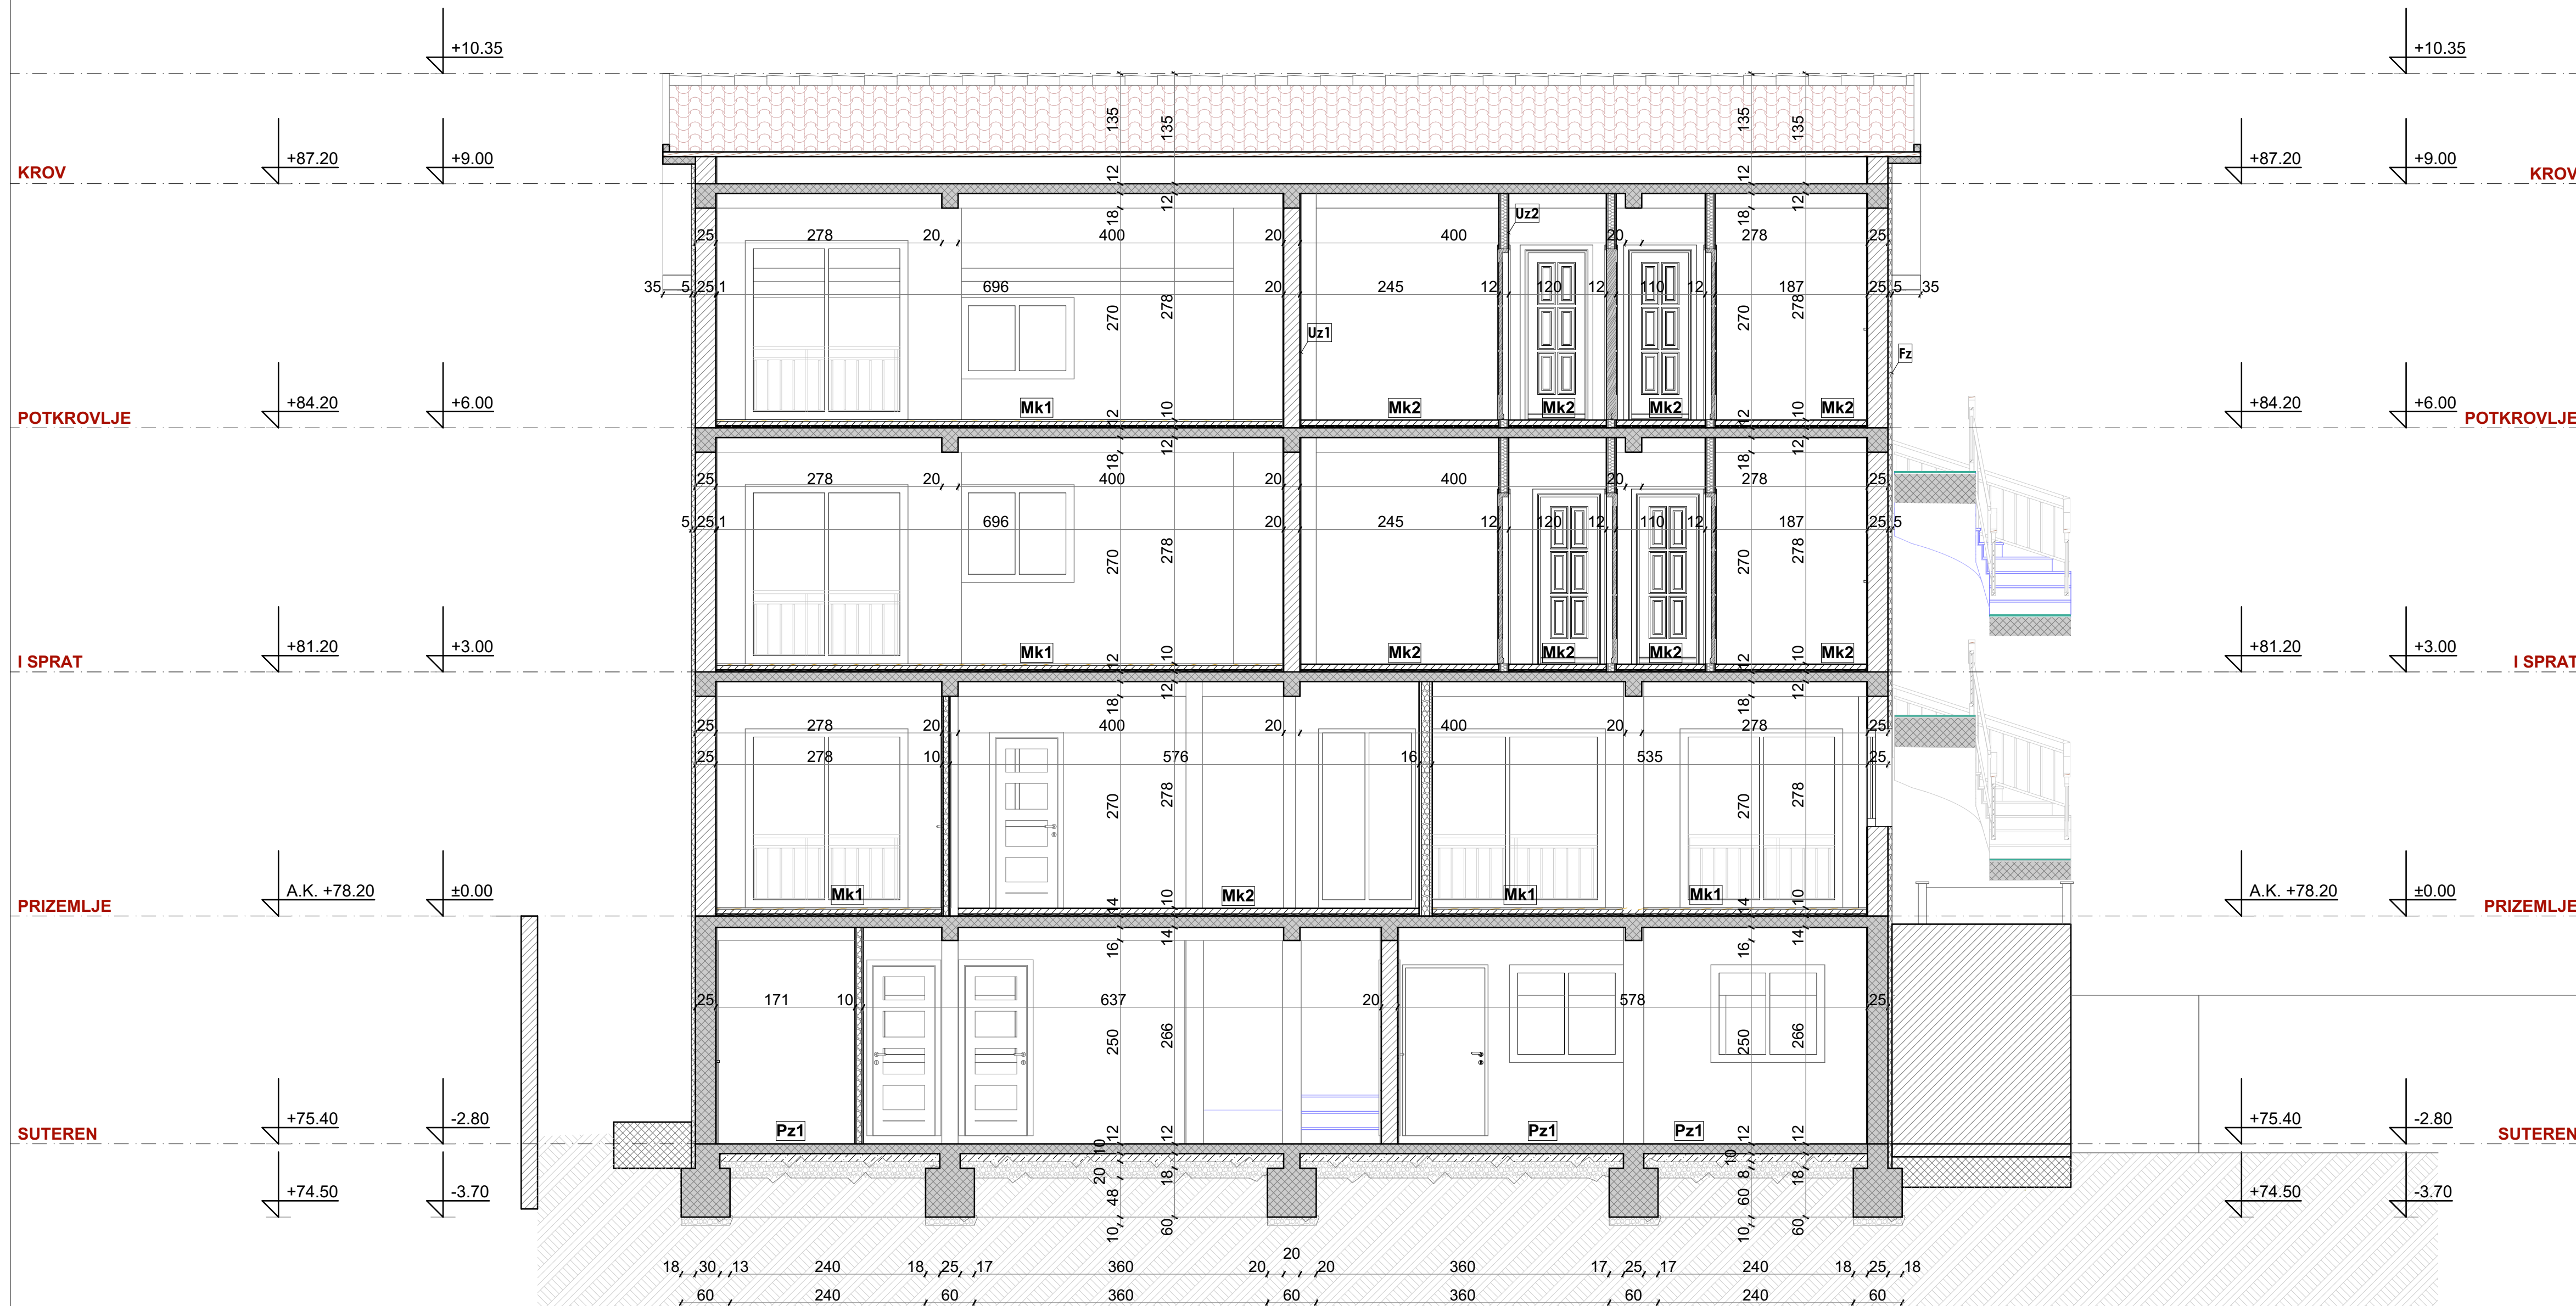 +10.35 +10.35
135 135 135 135
KROV +87.20 +9.00 +87.20 +9.00 KROV
12 12 12 12
18 18
25 278 20 400 20 400 20 278 25
Uz2
35 5 25 1 696 20 245 12 120 12 110 12 187 25 5 35
270 278 270 278
Uz1 Fz
POTKROVLJE +84.20 +6.00 Mk1 Mk2 Mk2 Mk2 Mk2 +84.20 +6.00 POTKROVLJE
12 10 12 10
12 12
18 18
25 278 20 400 20 400 20 278 25
5 25 1 696 20 245 12 120 12 110 12 187 25 5
270 278 270 278
I SPRAT +81.20 +3.00 Mk1 Mk2 Mk2 Mk2 Mk2 +81.20 +3.00 I SPRAT
12 10 12 10
12 12
18 18
25 278 20 400 20 400 20 278 25
25 278 10 576 16 535 25
270 278 270 278
PRIZEMLJE A.K. +78.20 ±0.00 Mk1 Mk2 Mk1 Mk1 A.K. +78.20 ±0.00 PRIZEMLJE
14 10 14 10
14 14
16 16
25 171 10 637 20 578 25
250 266 250 266
SUTEREN +75.40 -2.80 Pz1 Pz1 Pz1 +75.40 -2.80 SUTEREN
12 12 12 12
10 10
20 18 8 18
+74.50 -3.70 +74.50 -3.70
48 60
10 60 10 60
18 30 13 240 18 25 17 360 20 20 20 360 17 25 17 240 18 25 18
60 240 60 360 60 360 60 240 60